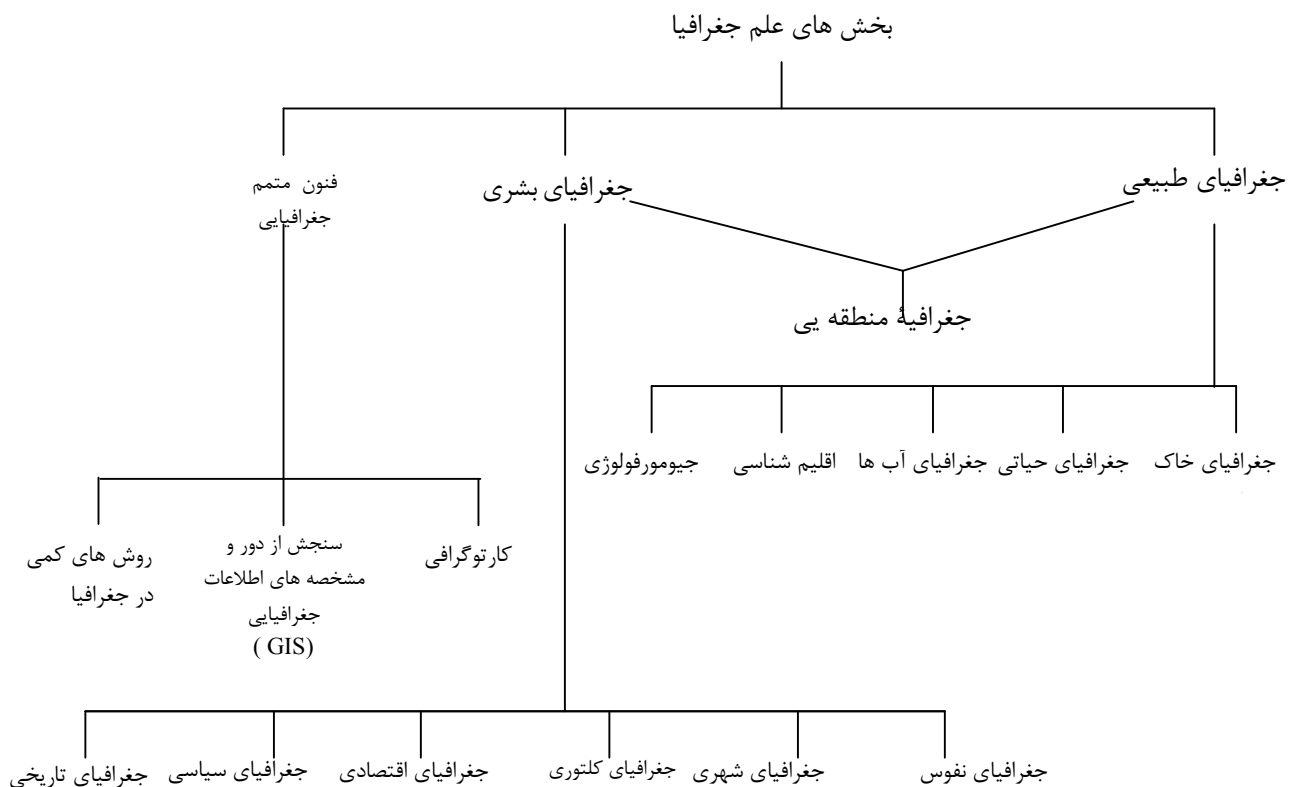 بخش های علم جغرافیا
جغرافیای طبیعی
جغرافیای بشری
فنون متمم
جغرافیایی
جغرافیۀ منطقه یی
جغرافیای خاک
جغرافیای حیاتی
جغرافیای آب ها
اقلیم شناسی
جیومورفولوژی
کارتوگرافی
سنجش از دور و
مشخصه های اطلاعات
جغرافیایی
( GIS)
روش های کمی
در جغرافیا
جغرافیای نفوس
جغرافیای شهری
جغرافیای کلتوری
جغرافیای اقتصادی
جغرافیای سیاسی
جغرافیای تاریخی